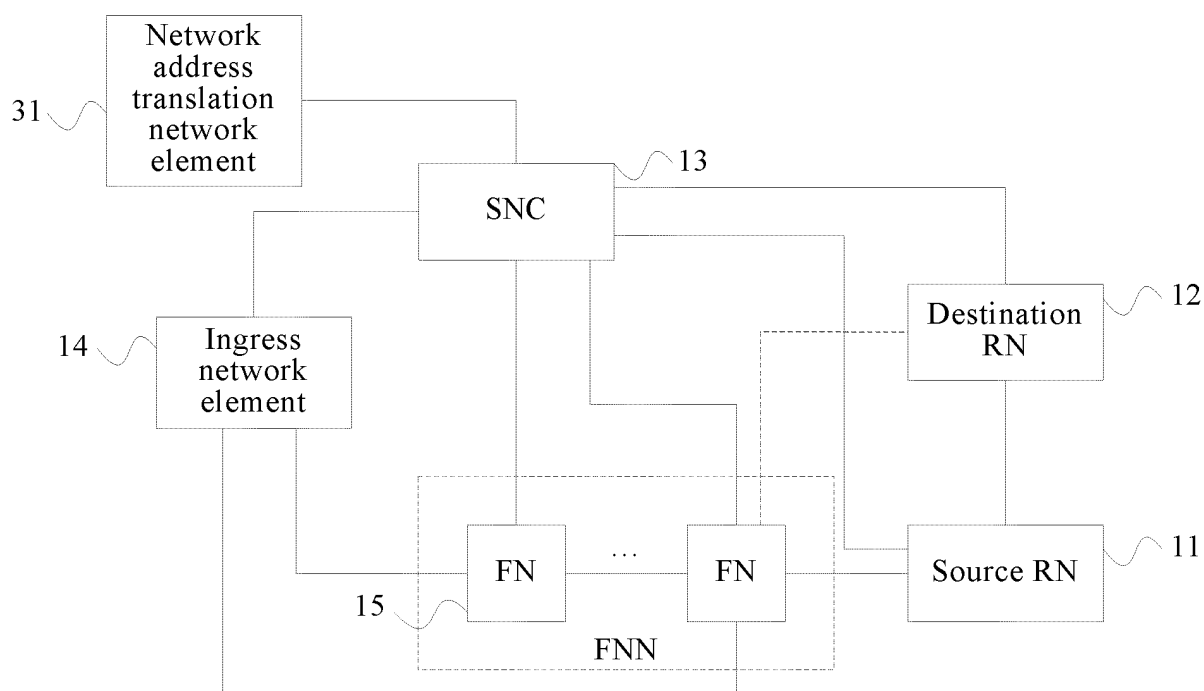 Network
address
translation
network
element
31
13
SNC
12
Destination
RN
14
Ingress
network
element
11
FN
...
FN
Source RN
15
FNN